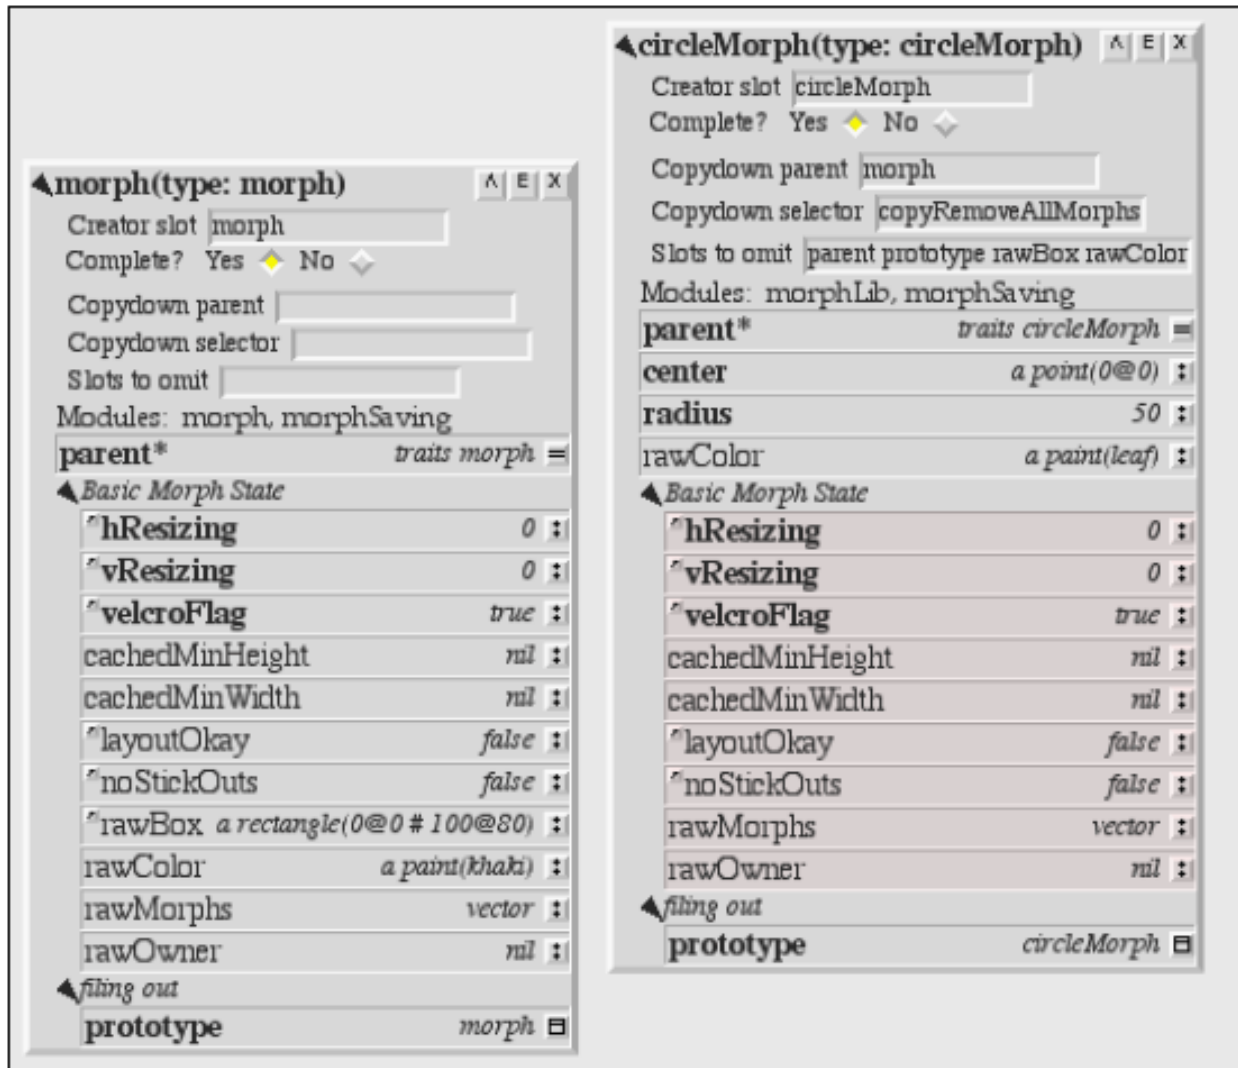 morph(type: morph) Λ E X
Creator slot morph
Complete? Yes No
Copydown parent
Copydown selector
Slots to omit
Modules: morph, morphSaving
parent* traits morph =
Basic Morph State
hResizing 0
vResizing 0
velcroFlag true
cachedMinHeight nil
cachedMinWidth nil
layoutOkay false
noStickOuts false
rawBox a rectangle(0@0 # 100@80)
rawColor a paint(khaki)
rawMorphs vector
rawOwner nil
filing out
prototype morph
circleMorph(type: circleMorph) Λ E X
Creator slot circleMorph
Complete? Yes No
Copydown parent morph
Copydown selector copyRemoveAllMorphs
Slots to omit parent prototype rawBox rawColor
Modules: morphLib, morphSaving
parent* traits circleMorph =
center a point(0@0)
radius 50
rawColor a paint(leaf)
Basic Morph State
hResizing 0
vResizing 0
velcroFlag true
cachedMinHeight nil
cachedMinWidth nil
layoutOkay false
noStickOuts false
rawMorphs vector
rawOwner nil
filing out
prototype circleMorph